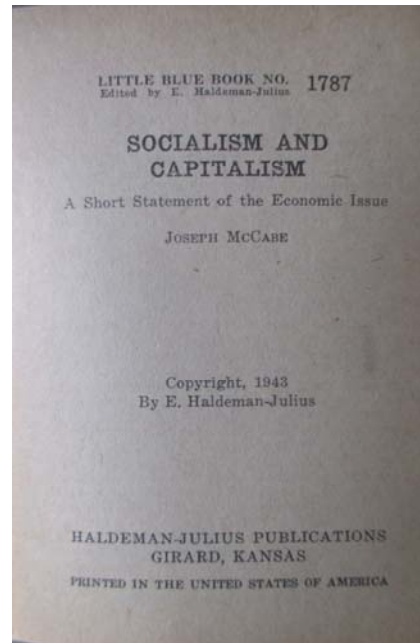 LITTLE BLUE BOOK NO. 1787
Edited by E. Haldeman-Julius
SOCIALISM AND
CAPITALISM
A Short Statement of the Economic Issue
JOSEPH MCCABE
Copyright, 1943
By E. Haldeman-Julius
HALDEMAN-JULIUS PUBLICATIONS
GIRARD, KANSAS
PRINTED IN THE UNITED STATES OF AMERICA